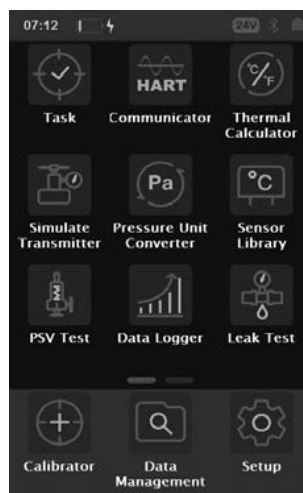 07:12 24V
Task
HART
Communicator
°C/°F
Thermal
Calculator
Simulate
Transmitter
Pa
Pressure Unit
Converter
°C
Sensor
Library
PSV Test
Data Logger
Leak Test
Calibrator
Data
Management
Setup